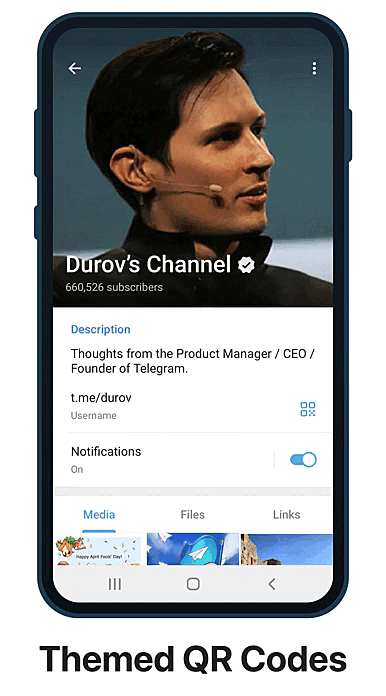 Durov's Channel
660,526 subscribers
Description
Thoughts from the Product Manager / CEO /
Founder of Telegram.
t.me/durov
Username
Notifications
On
Media Files Links
Happy April Fools' Day!
Themed QR Codes